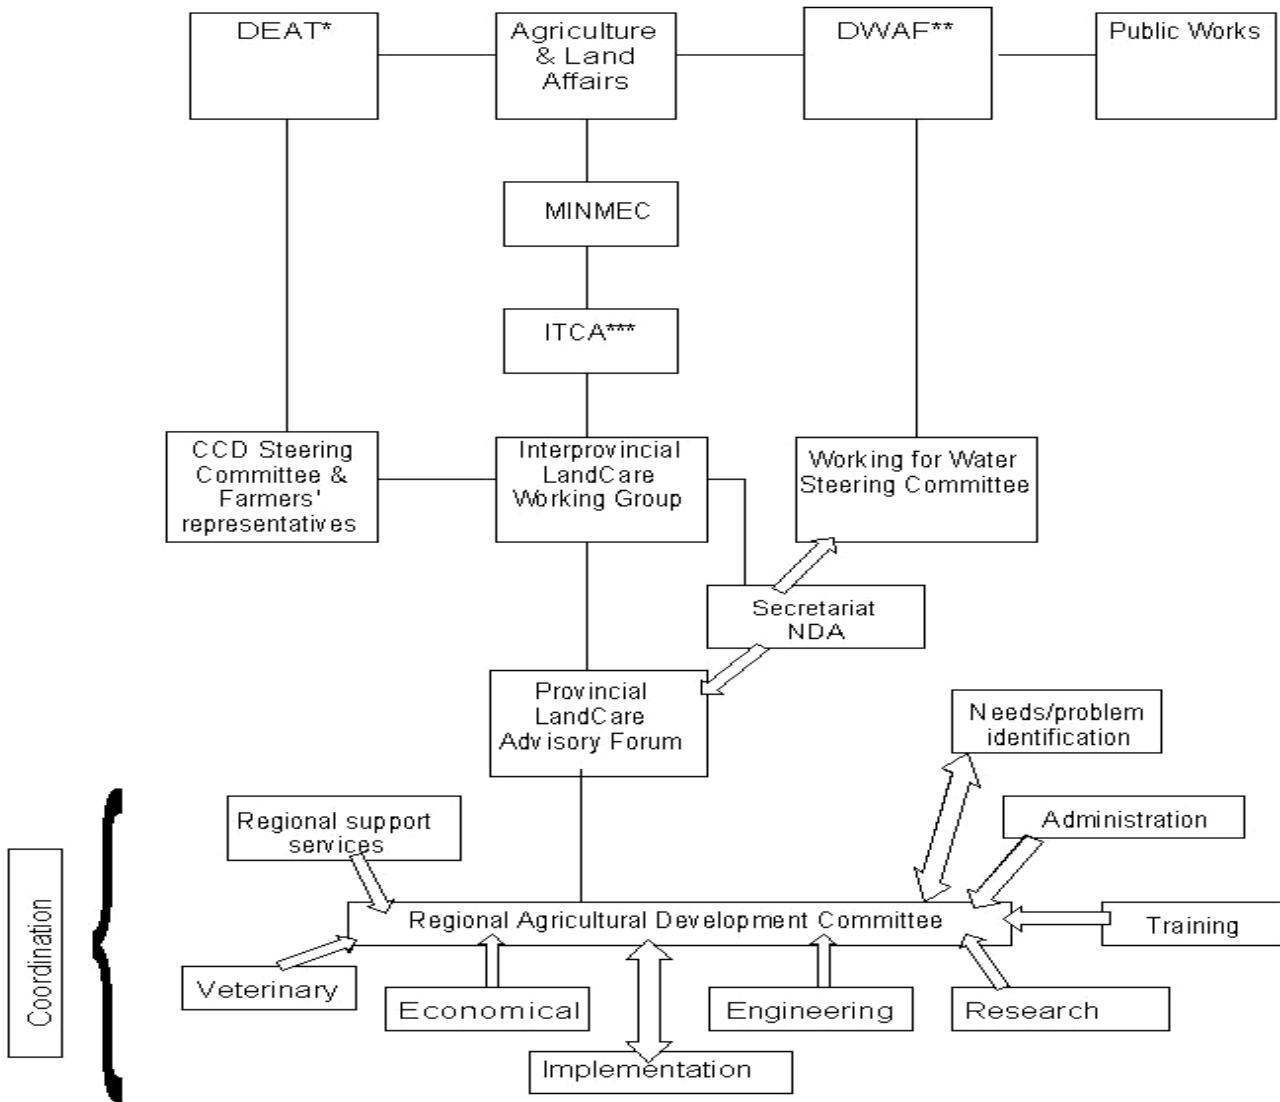 DEAT*
Agriculture
& Land
Affairs
DWAF**
Public Works
MINMEC
ITCA***
CCD Steering
Committee &
Farmers'
representatives
Interprovincial
LandCare
Working Group
Working for Water
Steering Committee
Secretariat
NDA
Provincial
LandCare
Advisory Forum
Needs/problem
identification
Regional support
services
Administration
Coordination
Regional Agricultural Development Committee
Training
Veterinary
Economical
Engineering
Research
Implementation